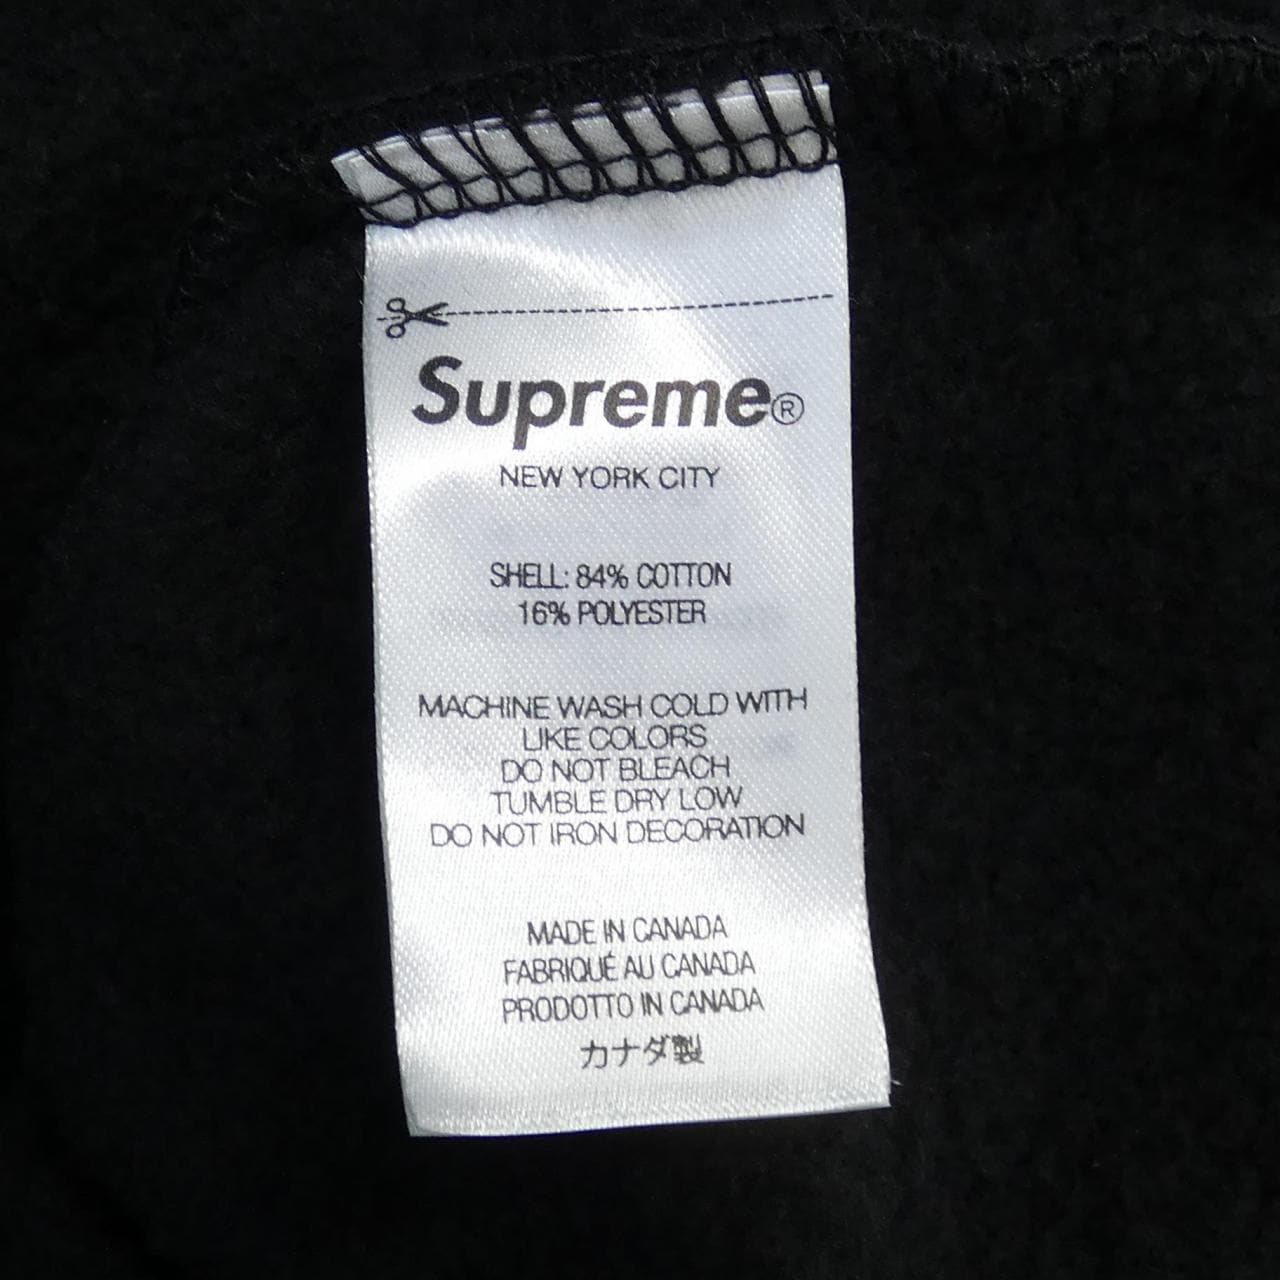 Supreme®
NEW YORK CITY
SHELL: 84% COTTON
16% POLYESTER
MACHINE WASH COLD WITH
LIKE COLORS
DO NOT BLEACH
TUMBLE DRY LOW
DO NOT IRON DECORATION
MADE IN CANADA
FABRIQUÉ AU CANADA
PRODOTTO IN CANADA
カナダ製